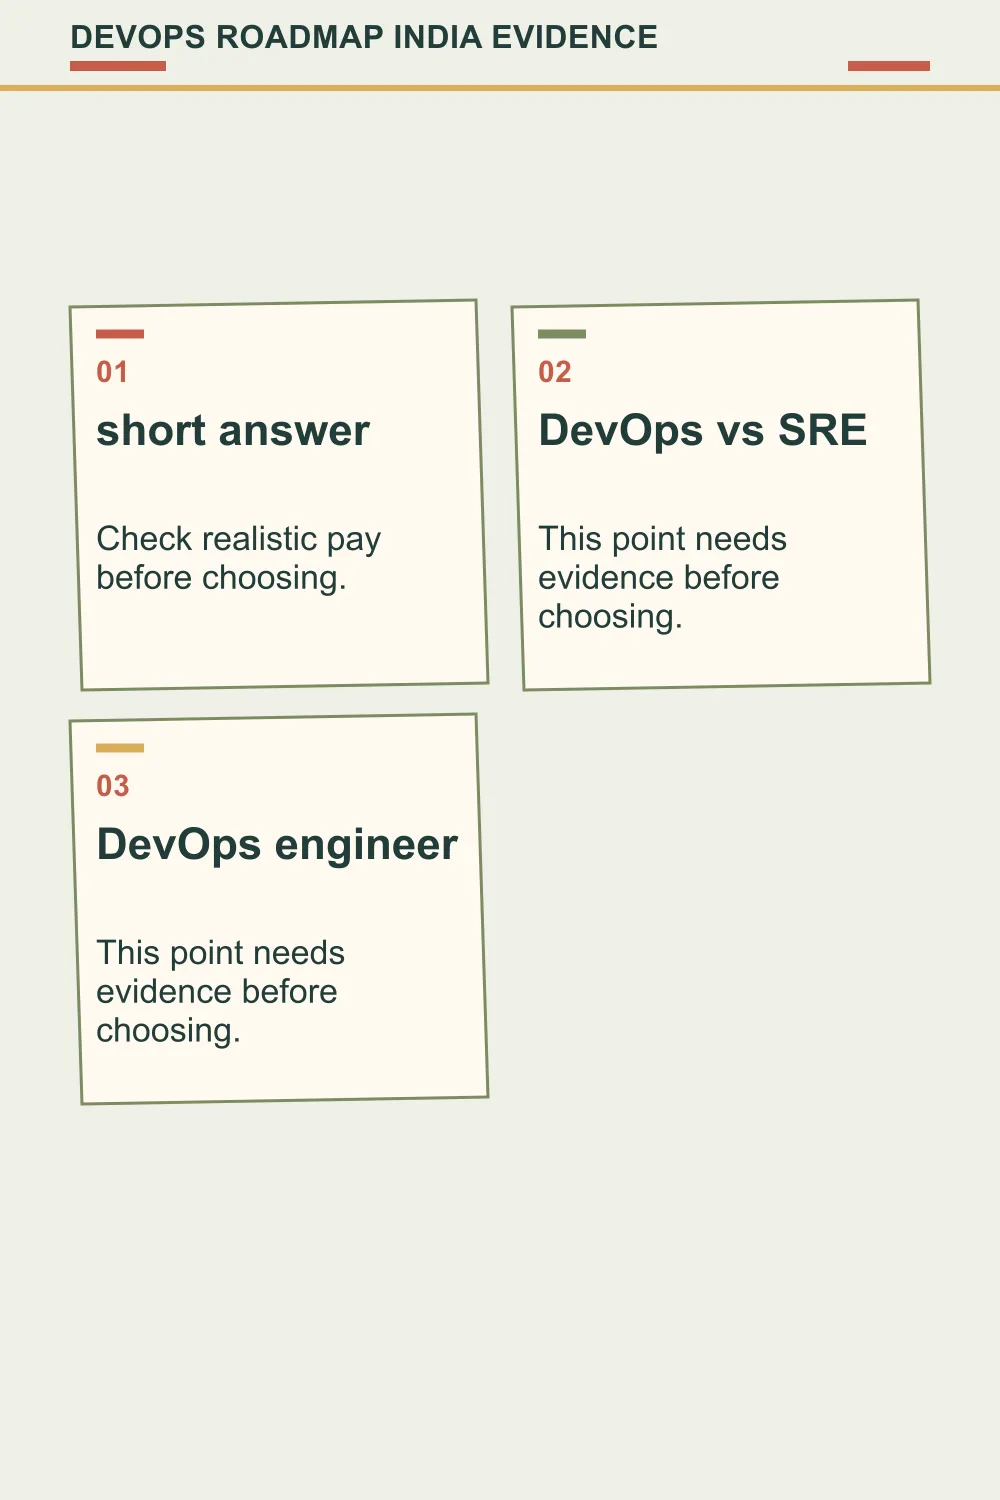 DEVOPS ROADMAP INDIA EVIDENCE
01
short answer
Check realistic pay
before choosing.
02
DevOps vs SRE
This point needs
evidence before
choosing.
03
DevOps engineer
This point needs
evidence before
choosing.